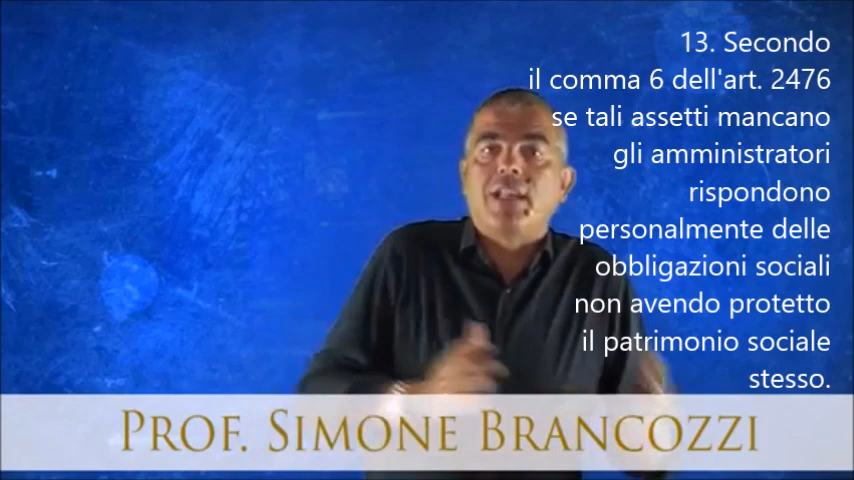 13. Secondo
il comma 6 dell'art. 2476
se tali assetti mancano
gli amministratori
rispondono
personalmente delle
obbligazioni sociali
non avendo protetto
il patrimonio sociale
stesso.
PROF. SIMONE BRANCOZZI